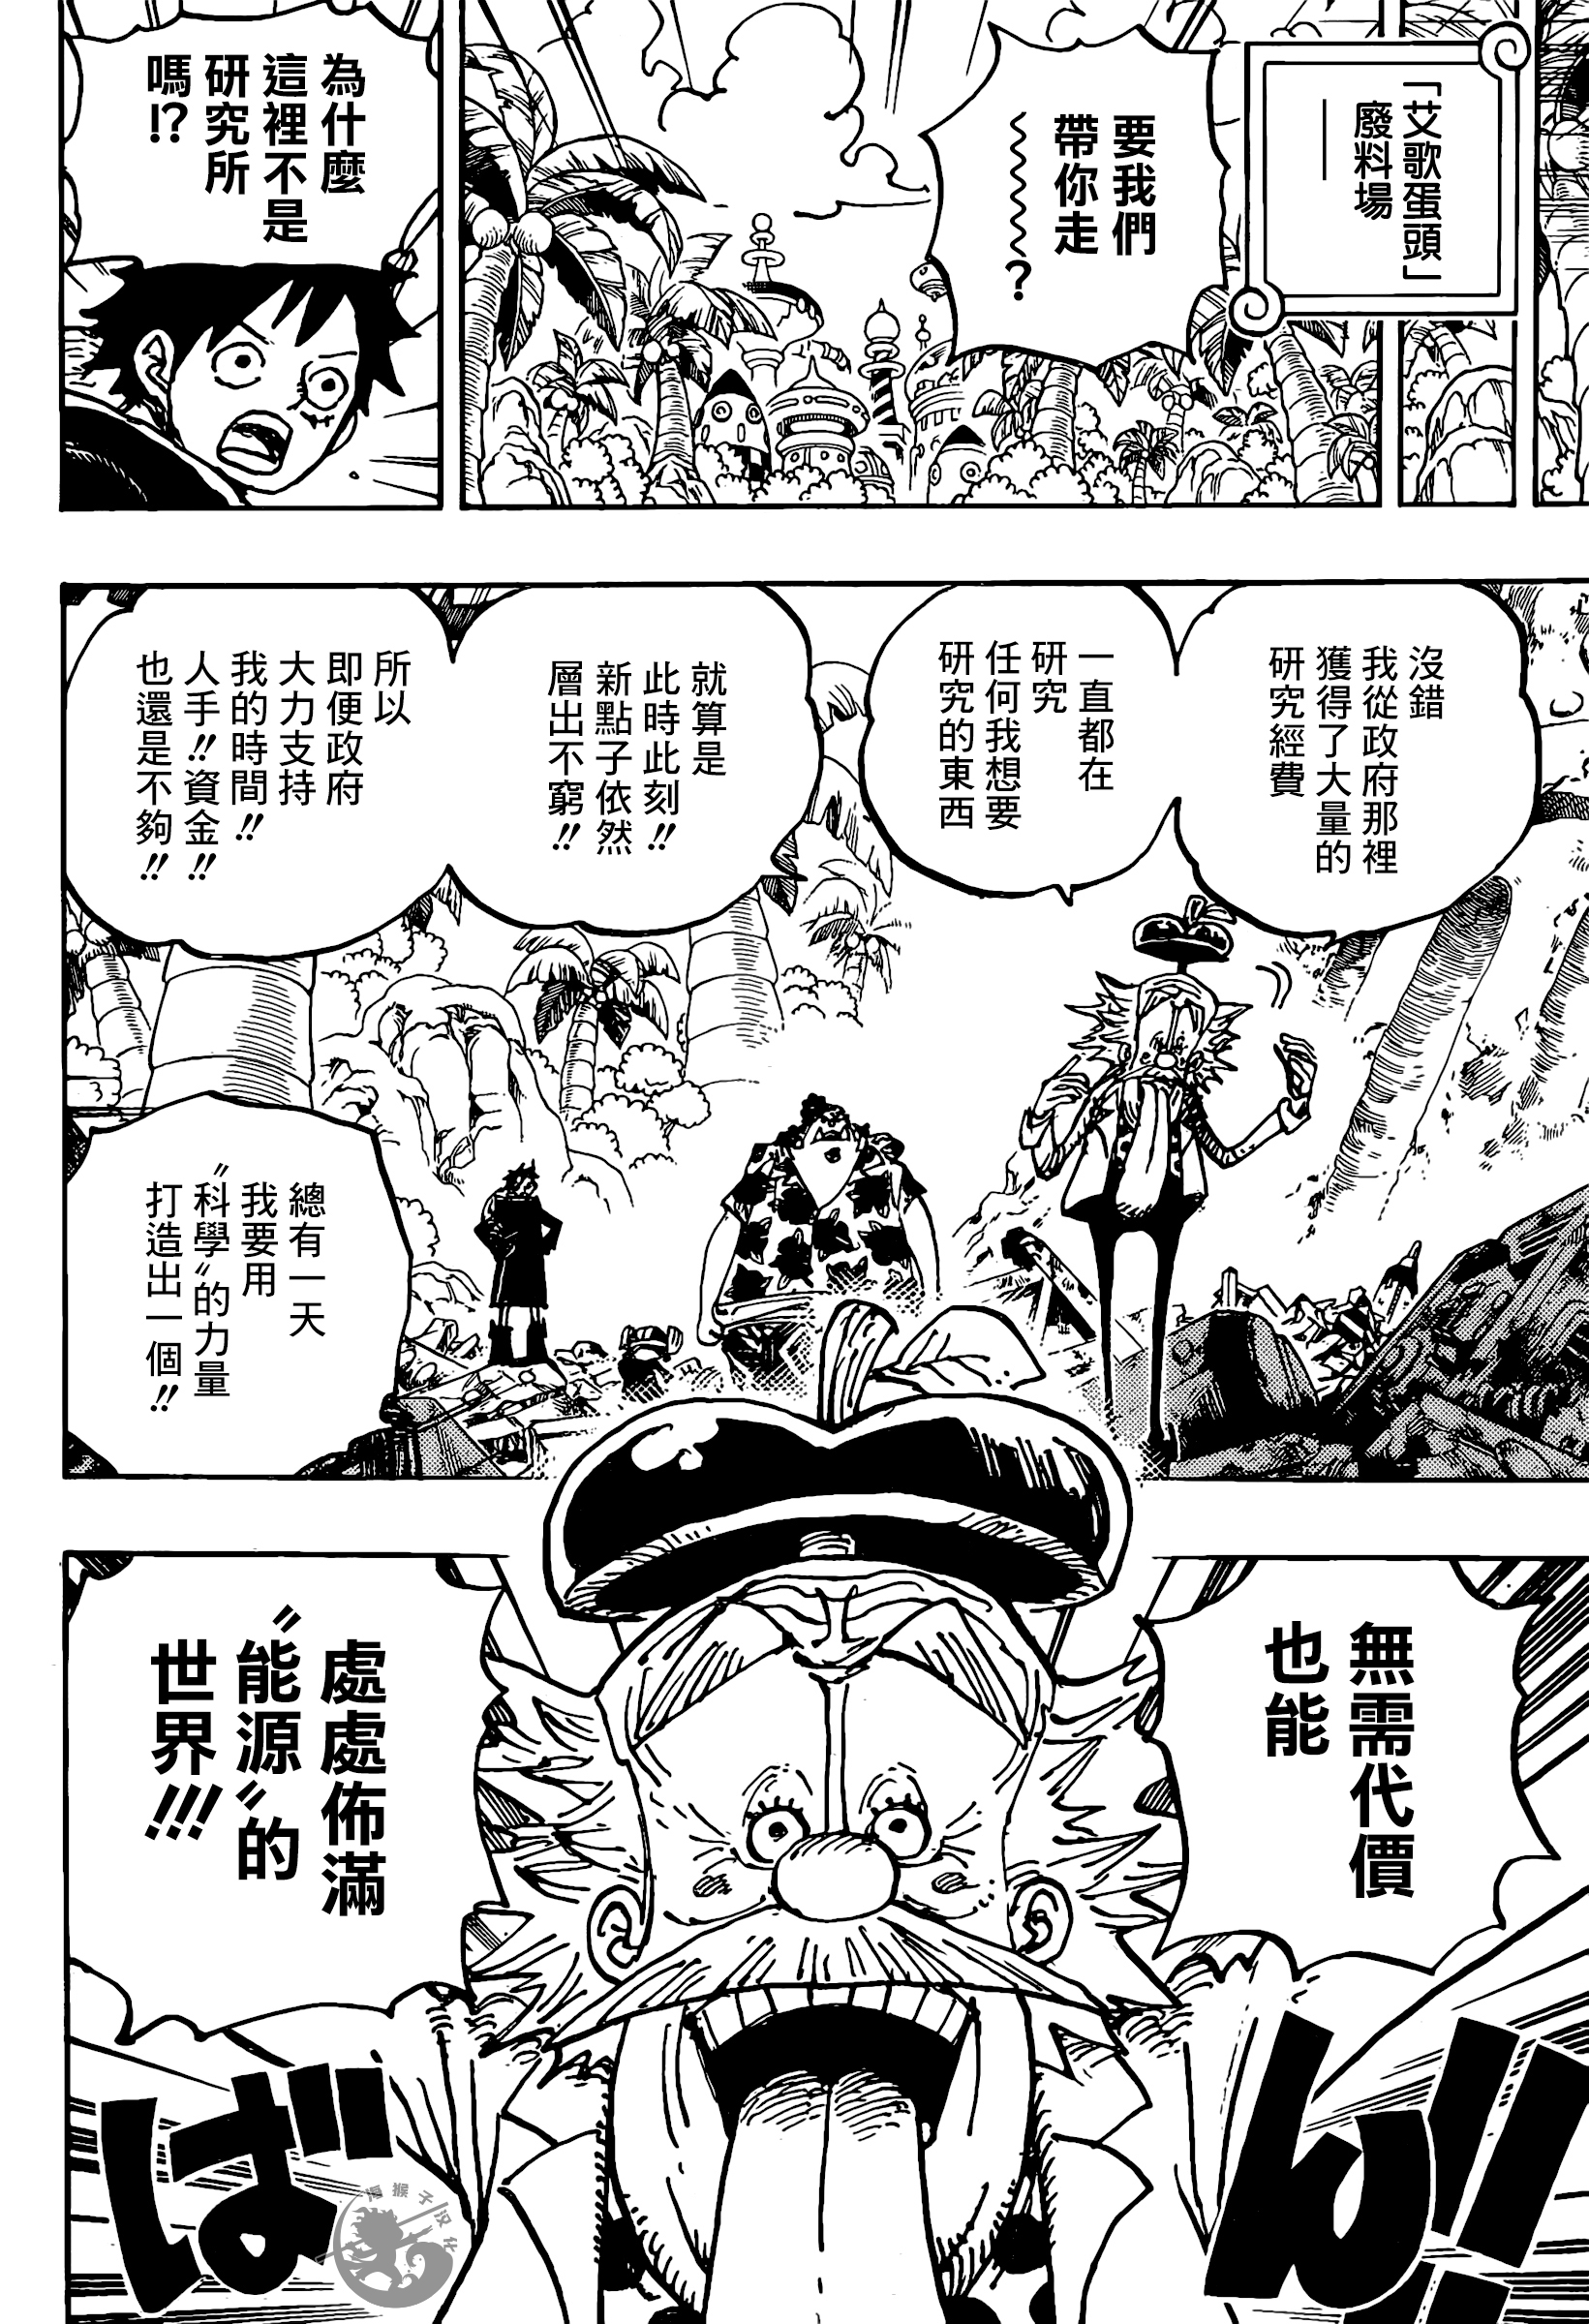 「艾歌蛋頭」
廢料場
——
要我們
帶你走
～～～～？
為什麼
這裡不是
研究所
嗎!?
沒錯
我從政府那裡
獲得了大量的
研究經費
一直都在
研究
任何我想要
研究的東西
就算是
此時此刻!!
新點子依然
層出不窮!!
所以
即便政府
大力支持
我的時間!!
人手!!資金!!
也還是不夠!!
總有一天
我要用
〝科學〞的力量
打造出一個!!
無需代價
也能
處處佈滿
〝能源〞的
世界!!!
ばん!!
海猴子汉化